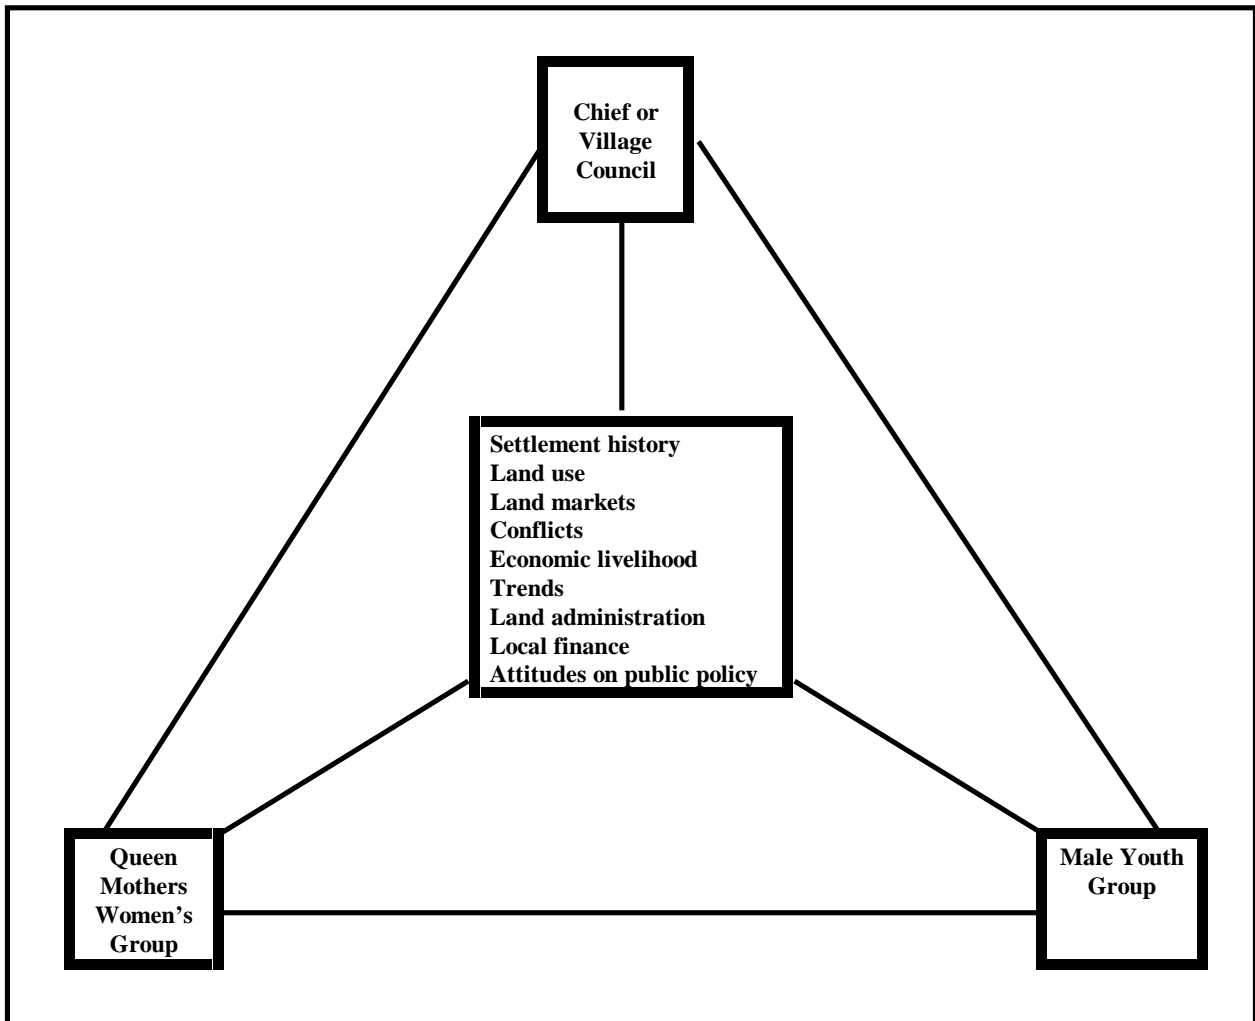 Chief or
Village
Council
Settlement history
Land use
Land markets
Conflicts
Economic livelihood
Trends
Land administration
Local finance
Attitudes on public policy
Queen
Mothers
Women's
Group
Male Youth
Group